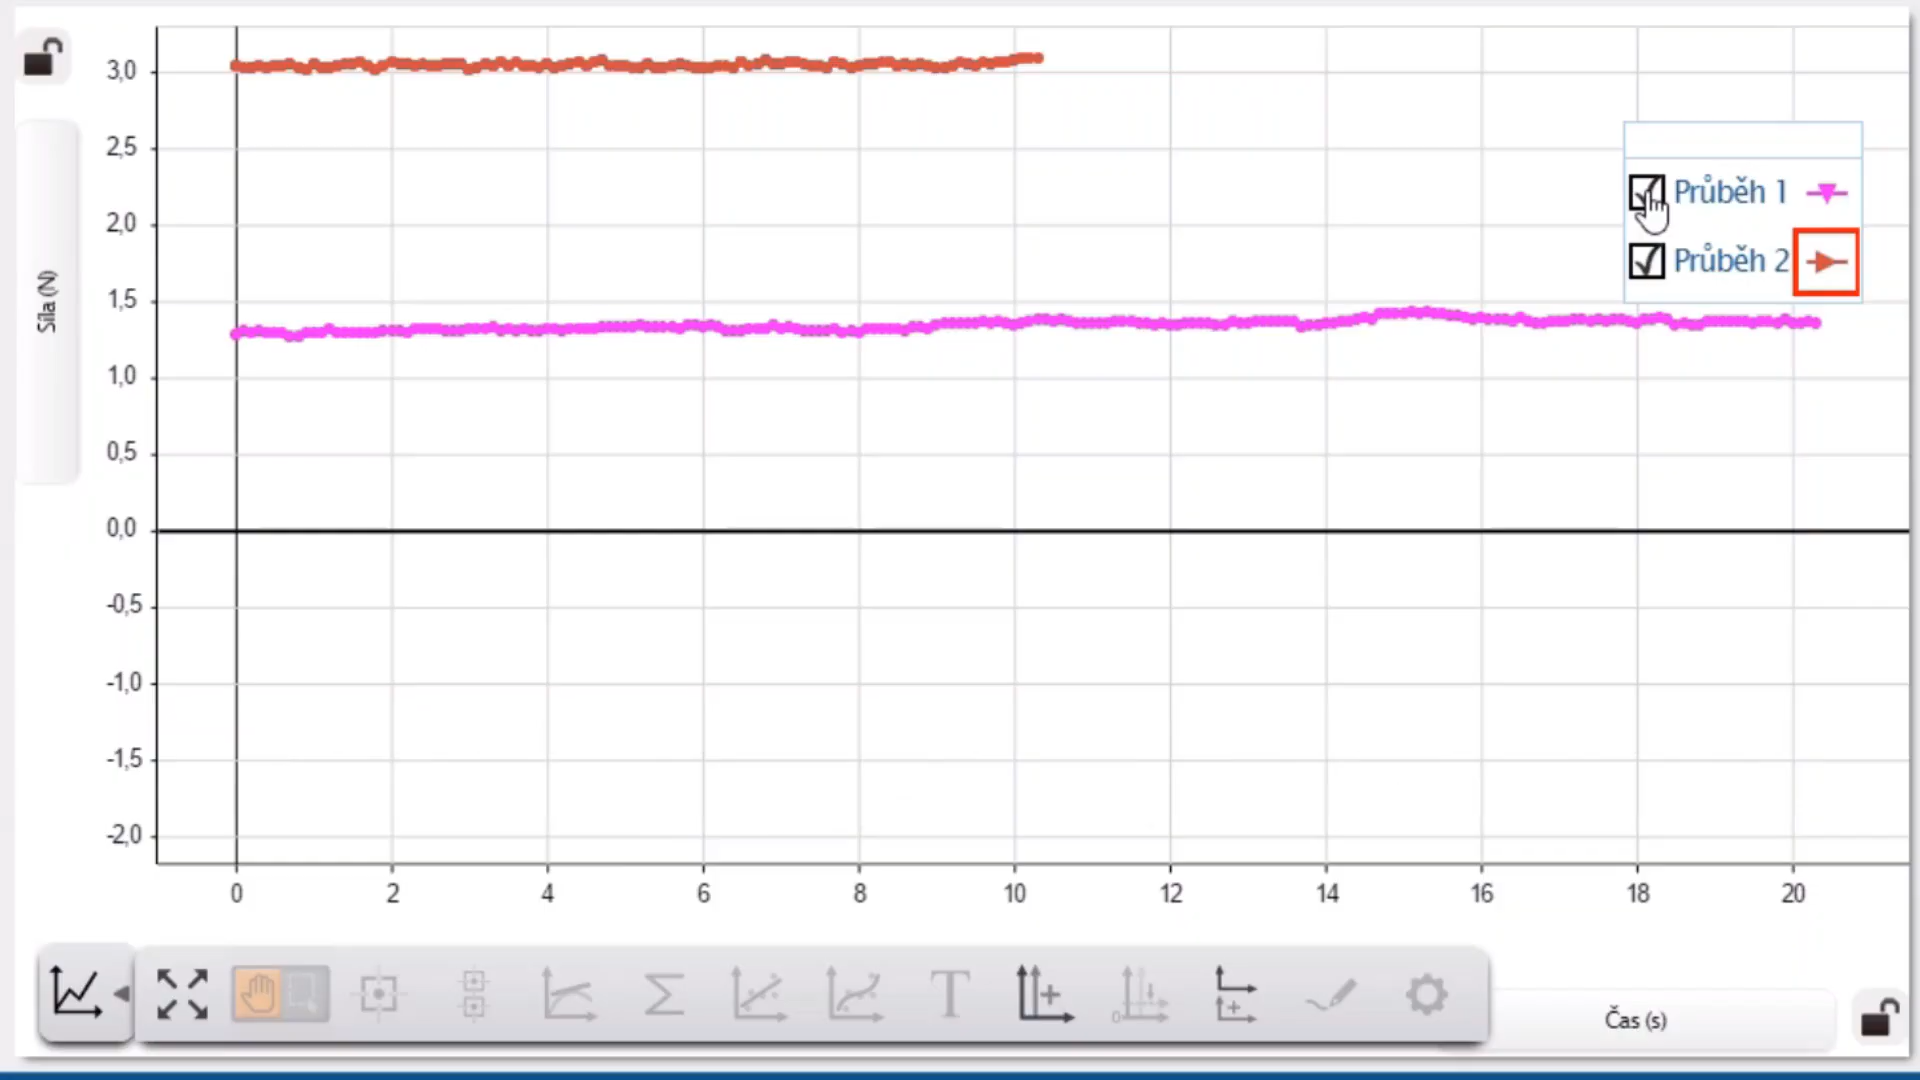 3,0
2,5
2,0
1,5
1,0
0,5
0,0
-0,5
-1,0
-1,5
-2,0
Síla (N)
Průběh 1
Průběh 2
0 2 4 6 8 10 12 14 16 18 20
Σ
T
0
Čas (s)